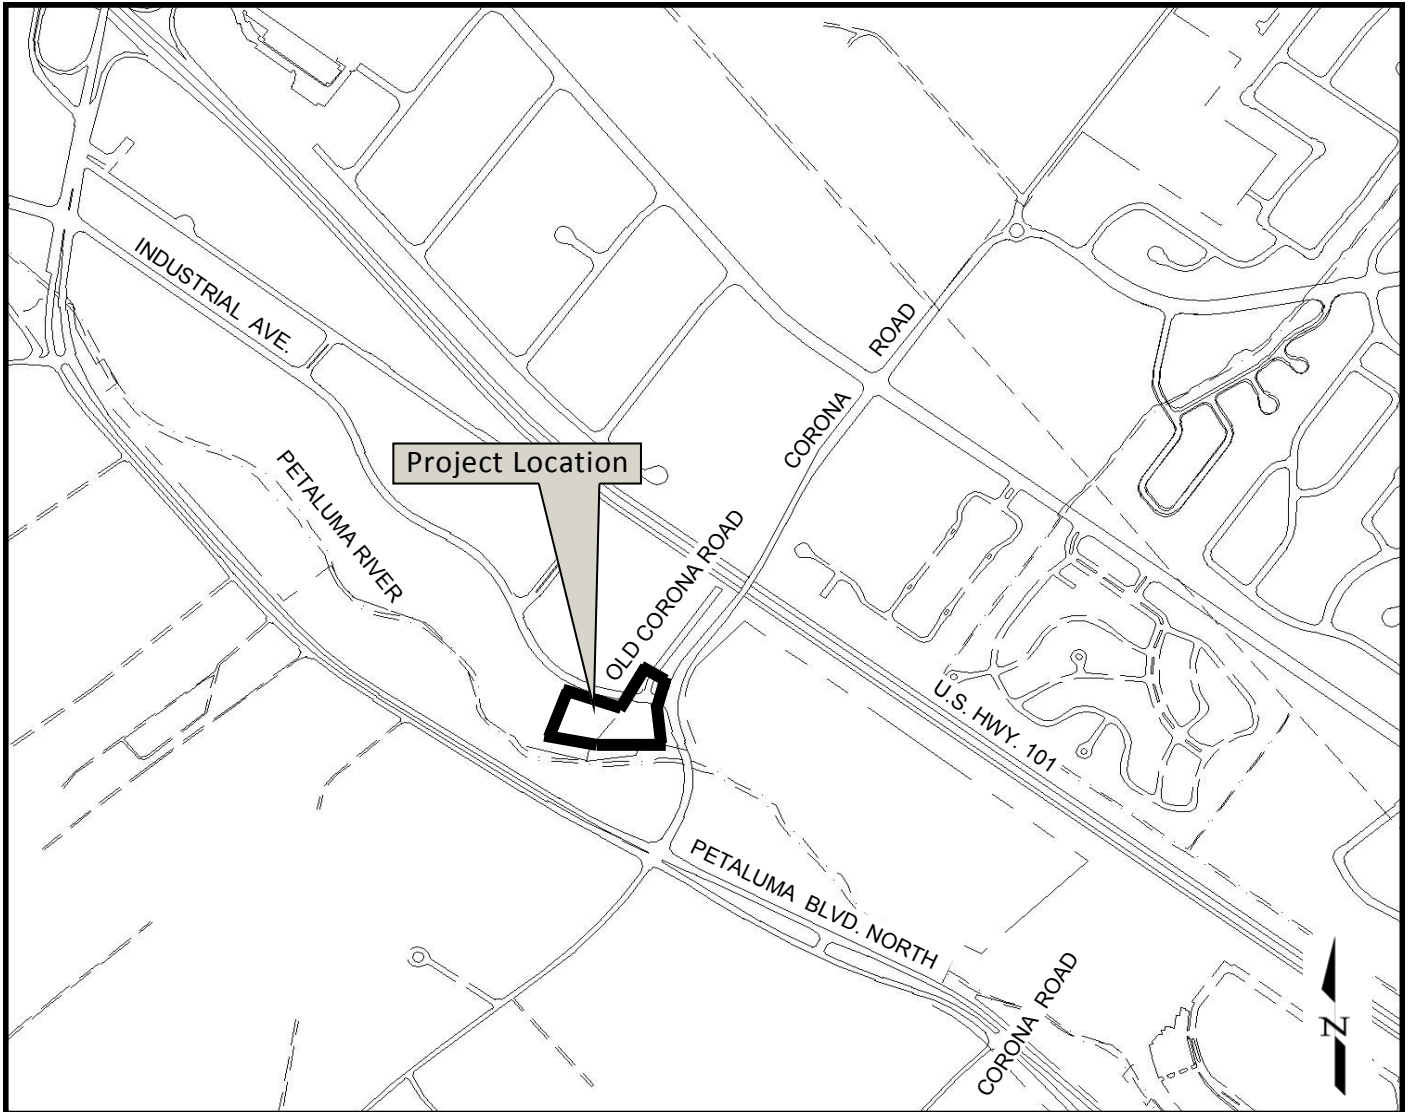 INDUSTRIAL AVE.
ROAD
CORONA
Project Location
PETALUMA RIVER
OLD CORONA ROAD
U.S. HWY. 101
PETALUMA BLVD. NORTH
CORONA ROAD
N